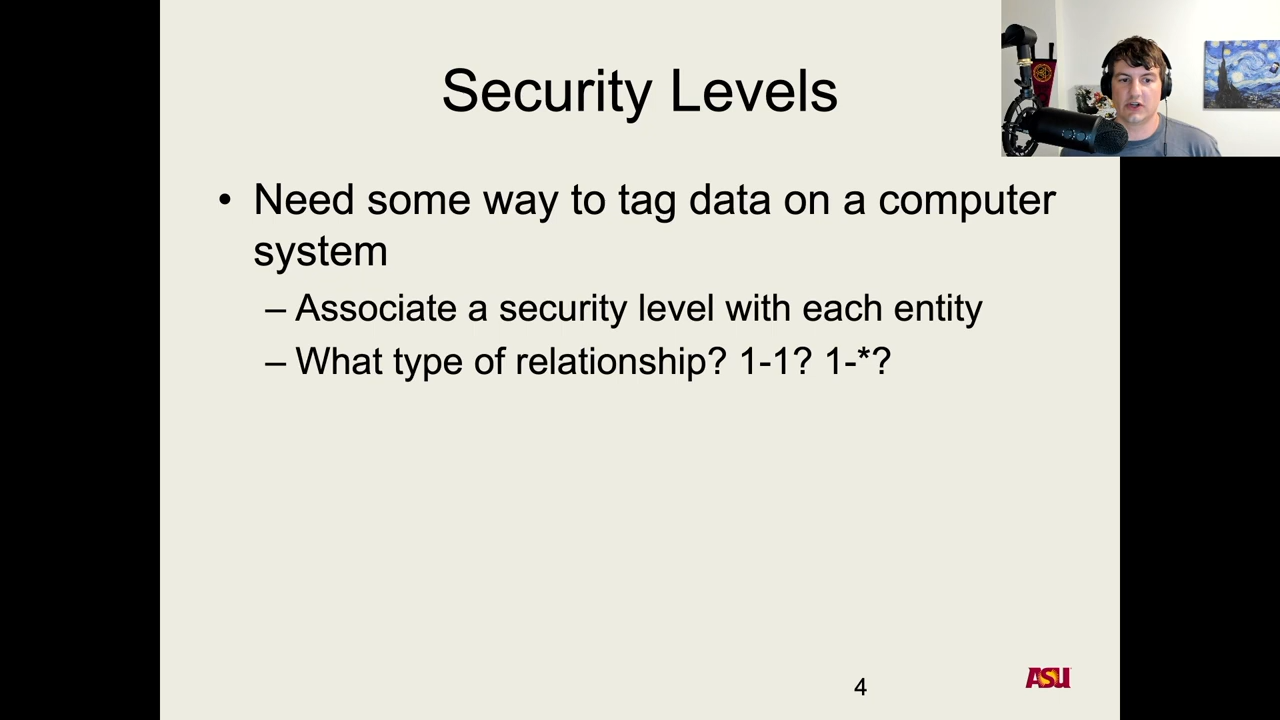 Security Levels
• Need some way to tag data on a computer
system
– Associate a security level with each entity
– What type of relationship? 1-1? 1-*?
4
ASU